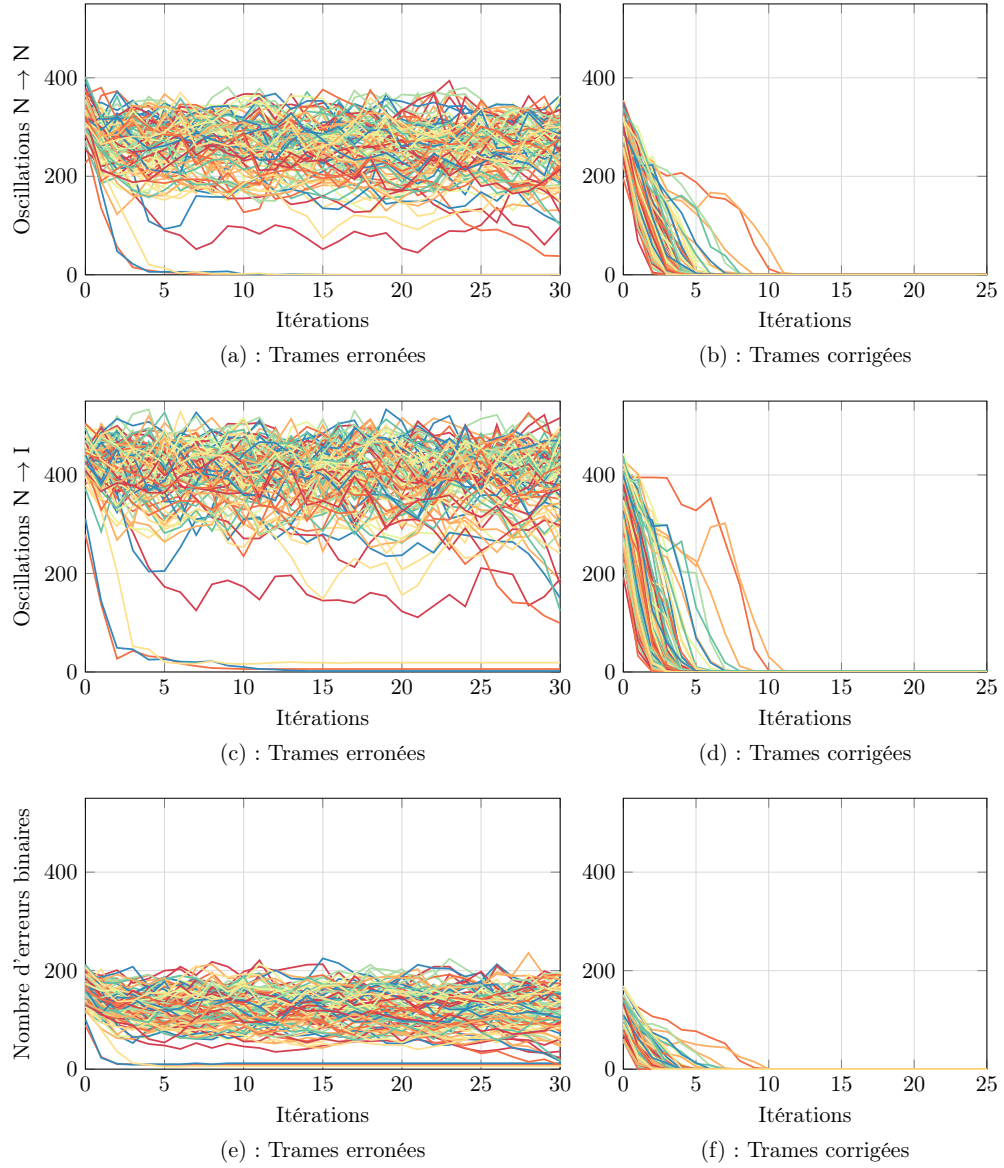 Oscillations N → N
400
200
0
0 5 10 15 20 25 30
Itérations
(a) : Trames erronées
400
200
0
0 5 10 15 20 25
Itérations
(b) : Trames corrigées
Oscillations N → I
400
200
0
0 5 10 15 20 25 30
Itérations
(c) : Trames erronées
400
200
0
0 5 10 15 20 25
Itérations
(d) : Trames corrigées
Nombre d'erreurs binaires
400
200
0
0 5 10 15 20 25 30
Itérations
(e) : Trames erronées
400
200
0
0 5 10 15 20 25
Itérations
(f) : Trames corrigées